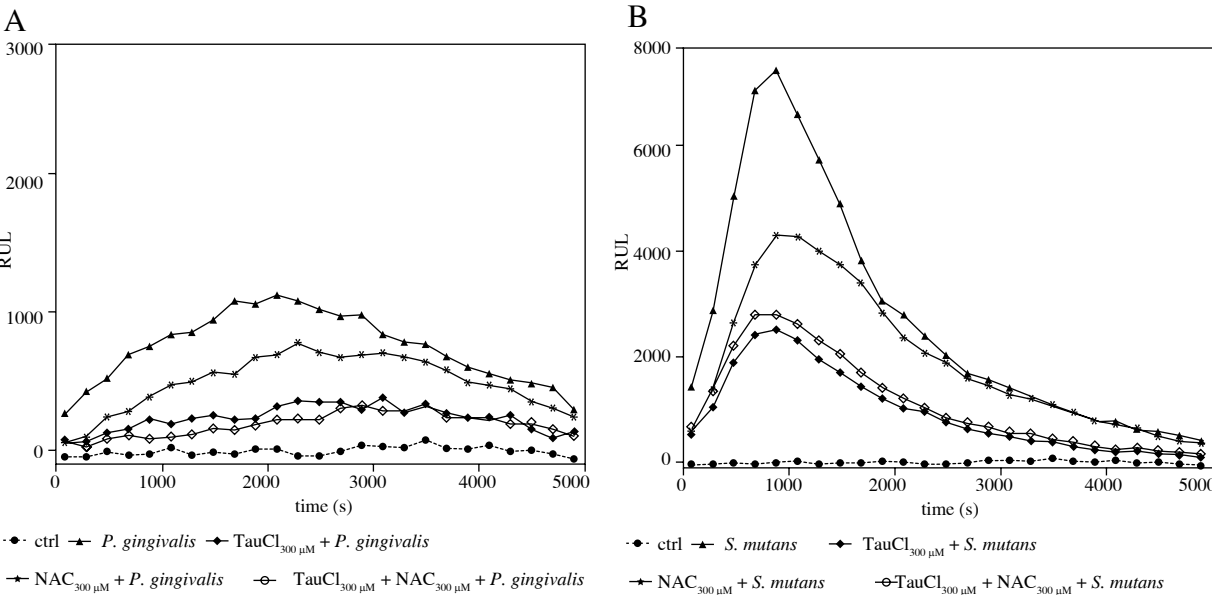 A
B
3000
2000
1000
0
RUL
0
1000
2000
3000
4000
5000
time (s)
ctrl P. gingivalis TauCl300 µM + P. gingivalis
NAC300 µM + P. gingivalis TauCl300 µM + NAC300 µM + P. gingivalis
8000
6000
4000
2000
0
RUL
0
1000
2000
3000
4000
5000
time (s)
ctrl S. mutans TauCl300 µM + S. mutans
NAC300 µM + S. mutans TauCl300 µM + NAC300 µM + S. mutans